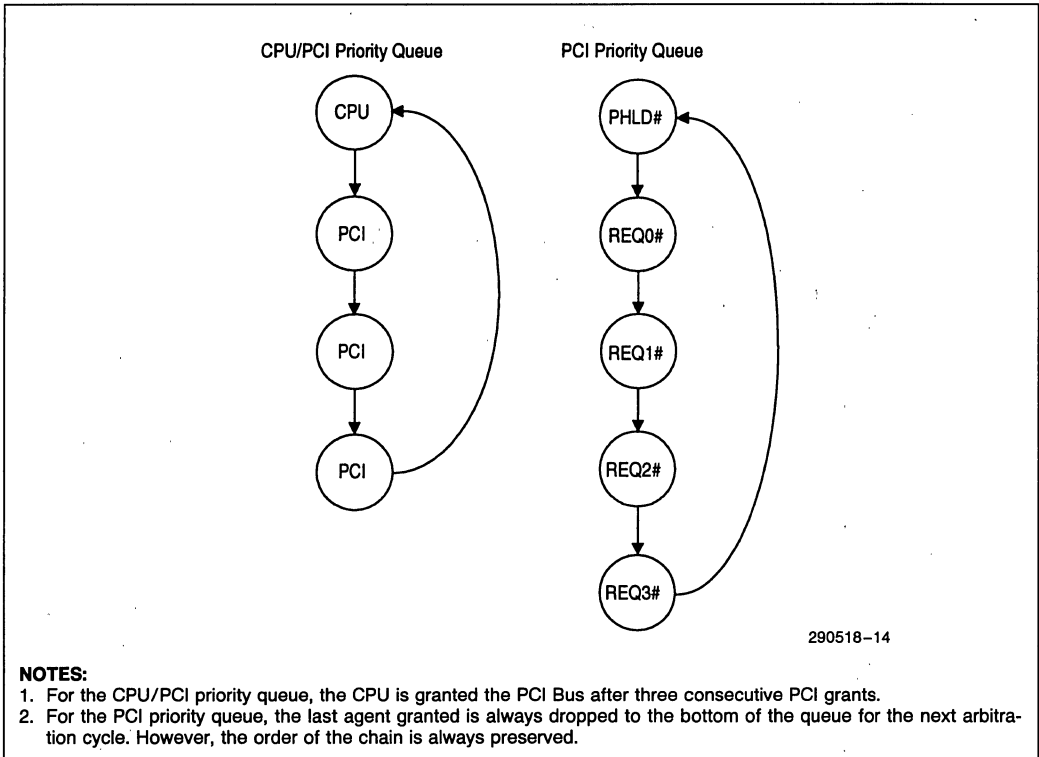 CPU/PCI Priority Queue
CPU
PCI
PCI
PCI
PCI Priority Queue
PHLD#
REQ0#
REQ1#
REQ2#
REQ3#
290518–14
NOTES:
1. For the CPU/PCI priority queue, the CPU is granted the PCI Bus after three consecutive PCI grants.
2. For the PCI priority queue, the last agent granted is always dropped to the bottom of the queue for the next arbitra-
tion cycle. However, the order of the chain is always preserved.